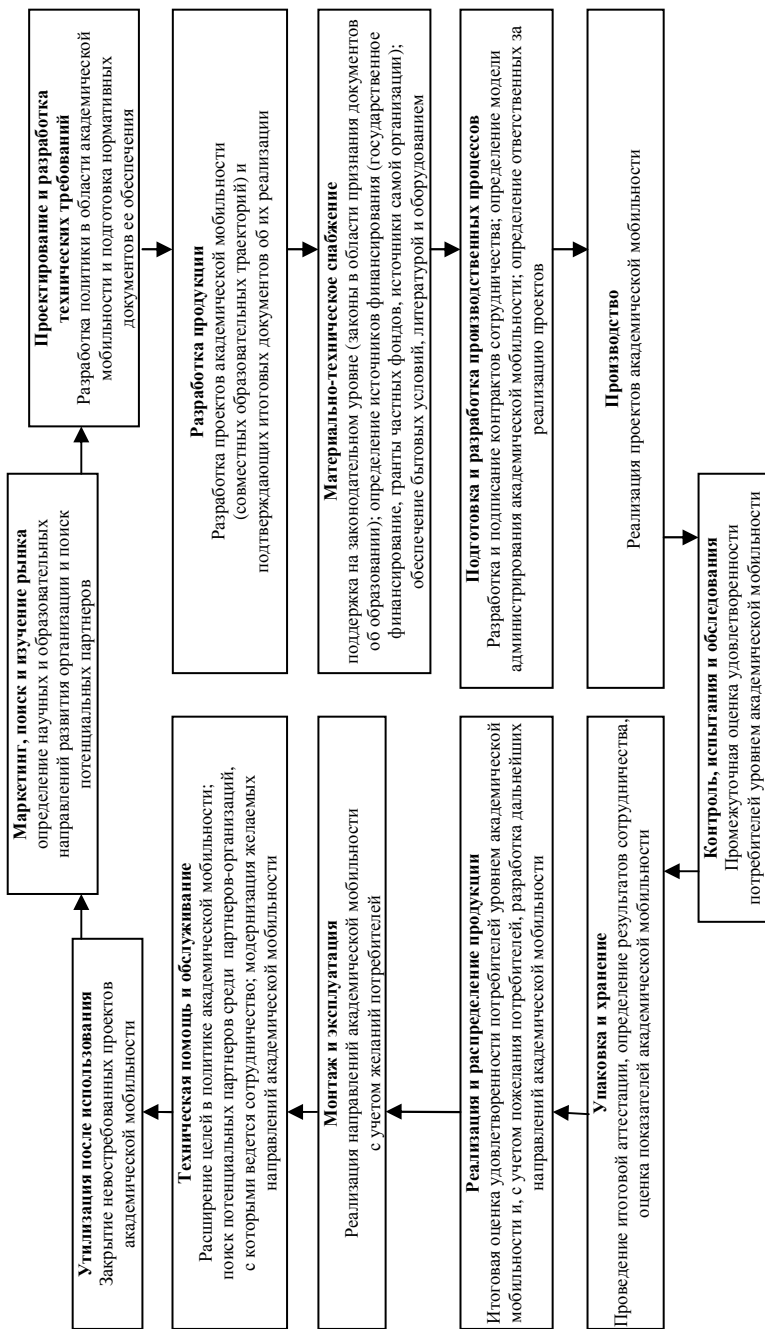 Маркетинг, поиск и изучение рынка
определение научных и образовательных
направлений развития организации и поиск
потенциальных партнеров
Проектирование и разработка
технических требований
Разработка политики в области академической
мобильности и подготовка нормативных
документов ее обеспечения
Разработка продукции
Разработка проектов академической мобильности
(совместных образовательных траекторий) и
подтверждающих итоговых документов об их реализации
Материально-техническое снабжение
поддержка на законодательном уровне (законы в области признания документов
об образовании); определение источников финансирования (государственное
финансирование, гранты частных фондов, источники самой организации);
обеспечение бытовых условий, литературой и оборудованием
Подготовка и разработка производственных процессов
Разработка и подписание контрактов сотрудничества; определение модели
администрирования академической мобильности; определение ответственных за
реализацию проектов
Производство
Реализация проектов академической мобильности
Контроль, испытания и обследования
Промежуточная оценка удовлетворенности
потребителей уровнем академической мобильности
Упаковка и хранение
Проведение итоговой аттестации, определение результатов сотрудничества,
оценка показателей академической мобильности
Реализация и распределение продукции
Итоговая оценка удовлетворенности потребителей уровнем академической
мобильности и, с учетом пожелания потребителей, разработка дальнейших
направлений академической мобильности
Монтаж и эксплуатация
Реализация направлений академической мобильности
с учетом желаний потребителей
Техническая помощь и обслуживание
Расширение целей в политике академической мобильности;
поиск потенциальных партнеров среди партнеров-организаций,
с которыми ведется сотрудничество; модернизация желаемых
направлений академической мобильности
Утилизация после использования
Закрытие невостребованных проектов
академической мобильности